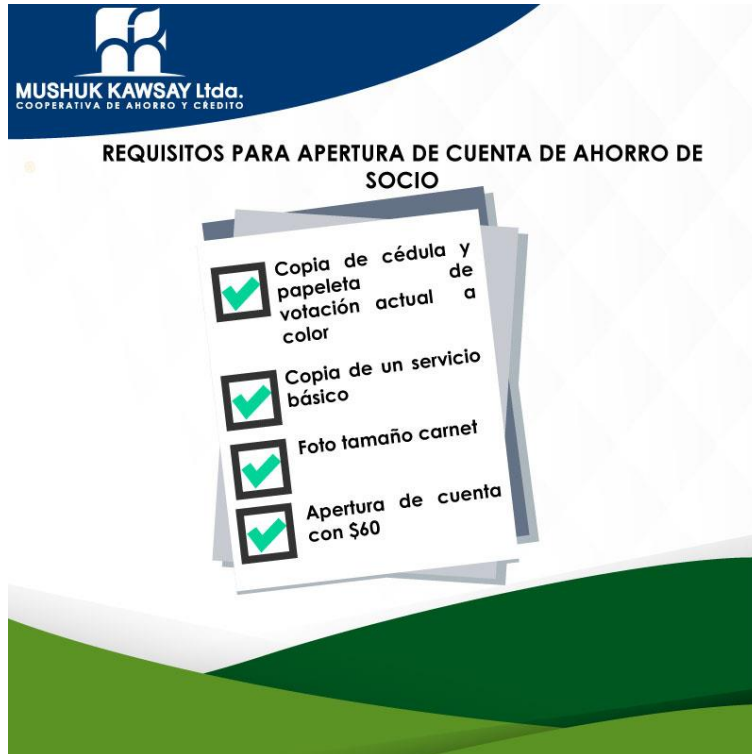 MUSHUK KAWSAY Ltda.
COOPERATIVA DE AHORRO Y CRÉDITO
REQUISITOS PARA APERTURA DE CUENTA DE AHORRO DE
SOCIO
Copia de cédula y
papeleta de
votación actual a
color
Copia de un servicio
básico
Foto tamaño carnet
Apertura de cuenta
con $60